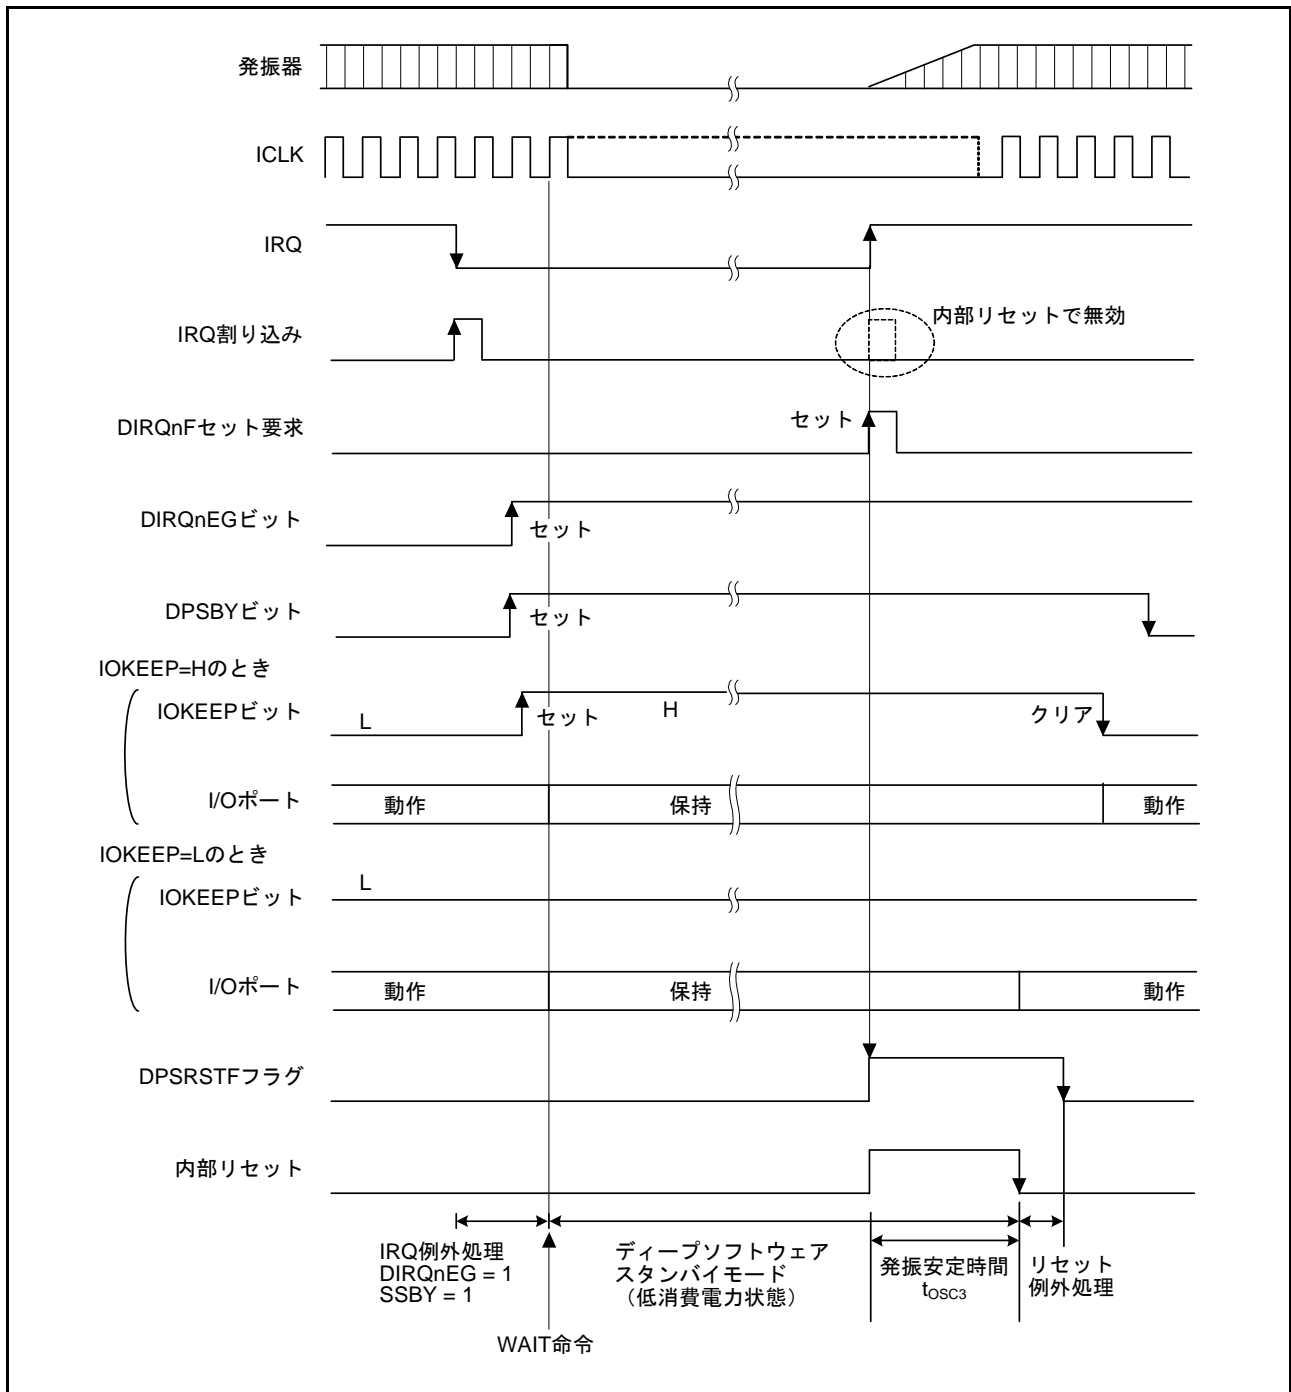 発振器
ICLK
IRQ
IRQ割り込み
内部リセットで無効
DIRQnFセット要求
セット
DIRQnEGビット
セット
DPSBYビット
セット
IOKEEP=Hのとき
IOKEEPビット
L
セット
H
クリア
I/Oポート
動作
保持
動作
IOKEEP=Lのとき
IOKEEPビット
L
I/Oポート
動作
保持
動作
DPSRSTFフラグ
内部リセット
IRQ例外処理
DIRQnEG = 1
SSBY = 1
ディープソフトウェア
スタンバイモード
（低消費電力状態）
発振安定時間
tOSC3
リセット
例外処理
WAIT命令